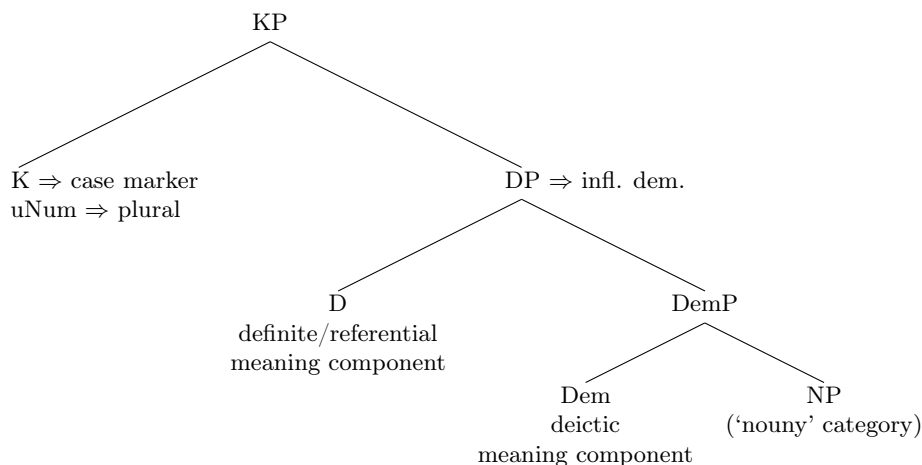 KP
K ⇒ case marker
uNum ⇒ plural
DP ⇒ infl. dem.
D
definite/referential
meaning component
DemP
Dem
deictic
meaning component
NP
(‘nouny’ category)